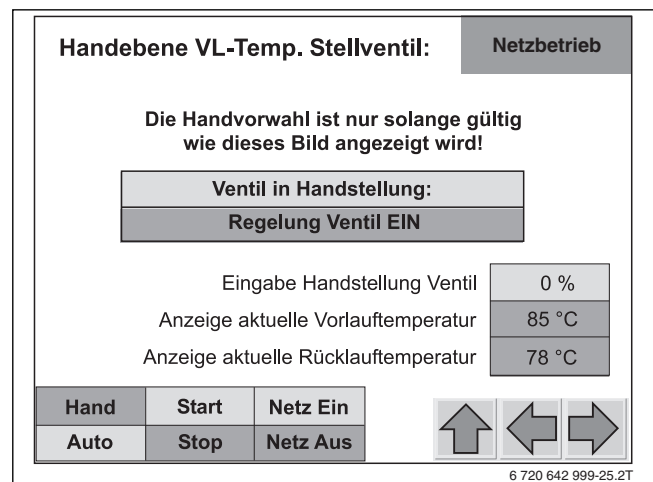 Handebene VL-Temp. Stellventil:
Netzbetrieb
Die Handvorwahl ist nur solange gültig
wie dieses Bild angezeigt wird!
Ventil in Handstellung:
Regelung Ventil EIN
Eingabe Handstellung Ventil 0 %
Anzeige aktuelle Vorlauftemperatur 85 °C
Anzeige aktuelle Rücklauftemperatur 78 °C
Hand Start Netz Ein
Auto Stop Netz Aus
6 720 642 999-25.2T